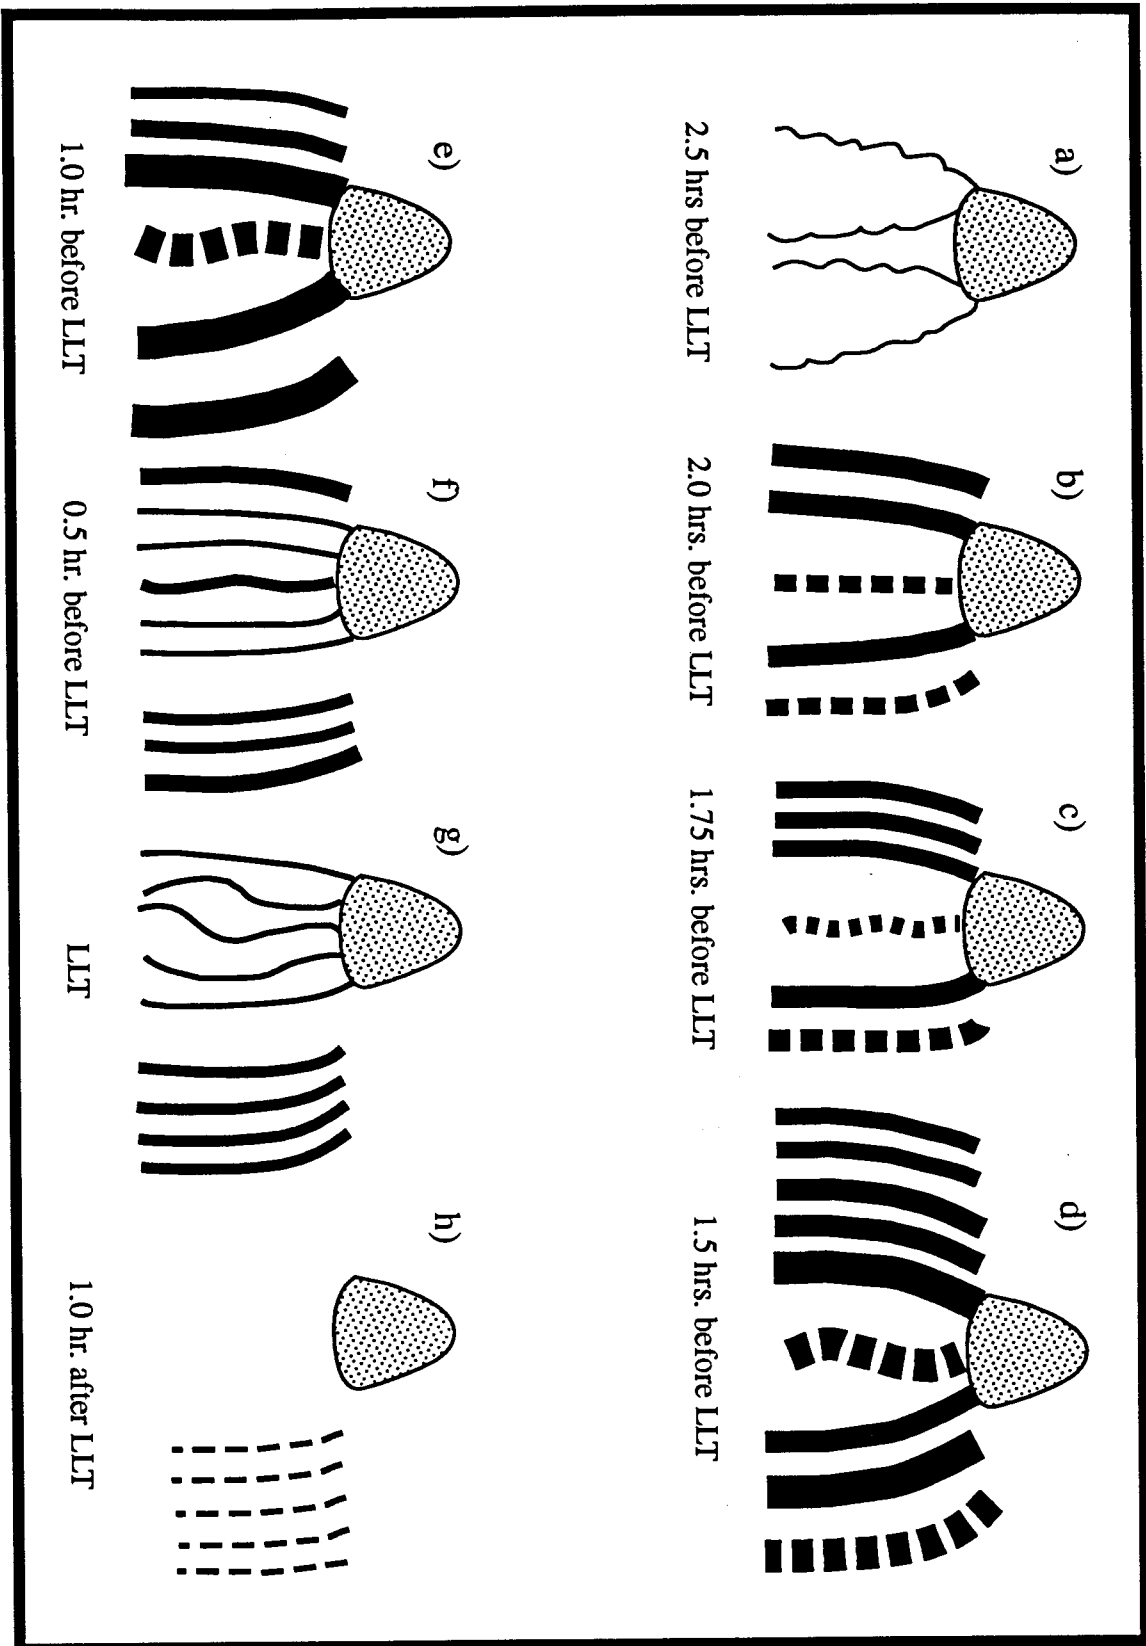 a)
2.5 hrs before LLT
b)
2.0 hrs. before LLT
c)
1.75 hrs. before LLT
d)
1.5 hrs. before LLT
e)
1.0 hr. before LLT
f)
0.5 hr. before LLT
g)
LLT
h)
1.0 hr. after LLT